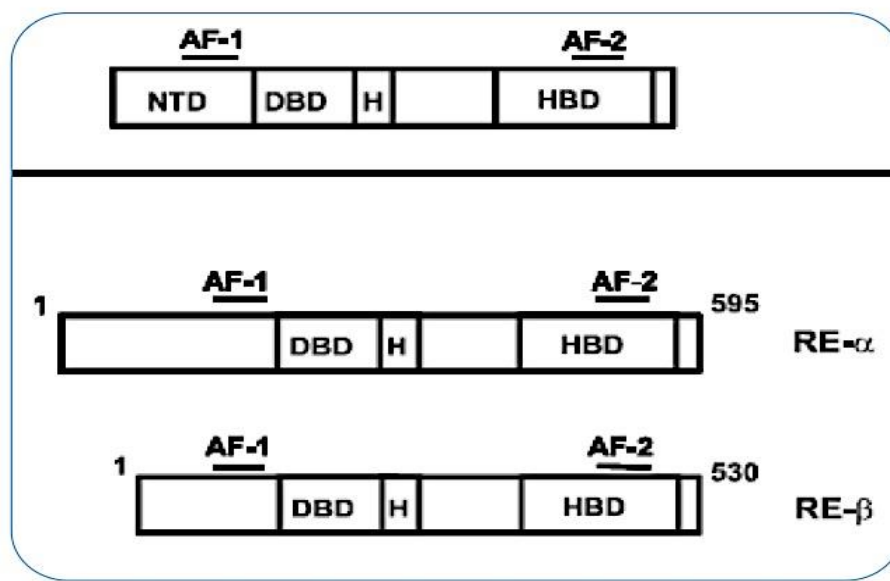 AF-1 AF-2
NTD DBD H HBD
AF-1 AF-2
1 595
DBD H HBD RE-α
AF-1 AF-2
1 530
DBD H HBD RE-β